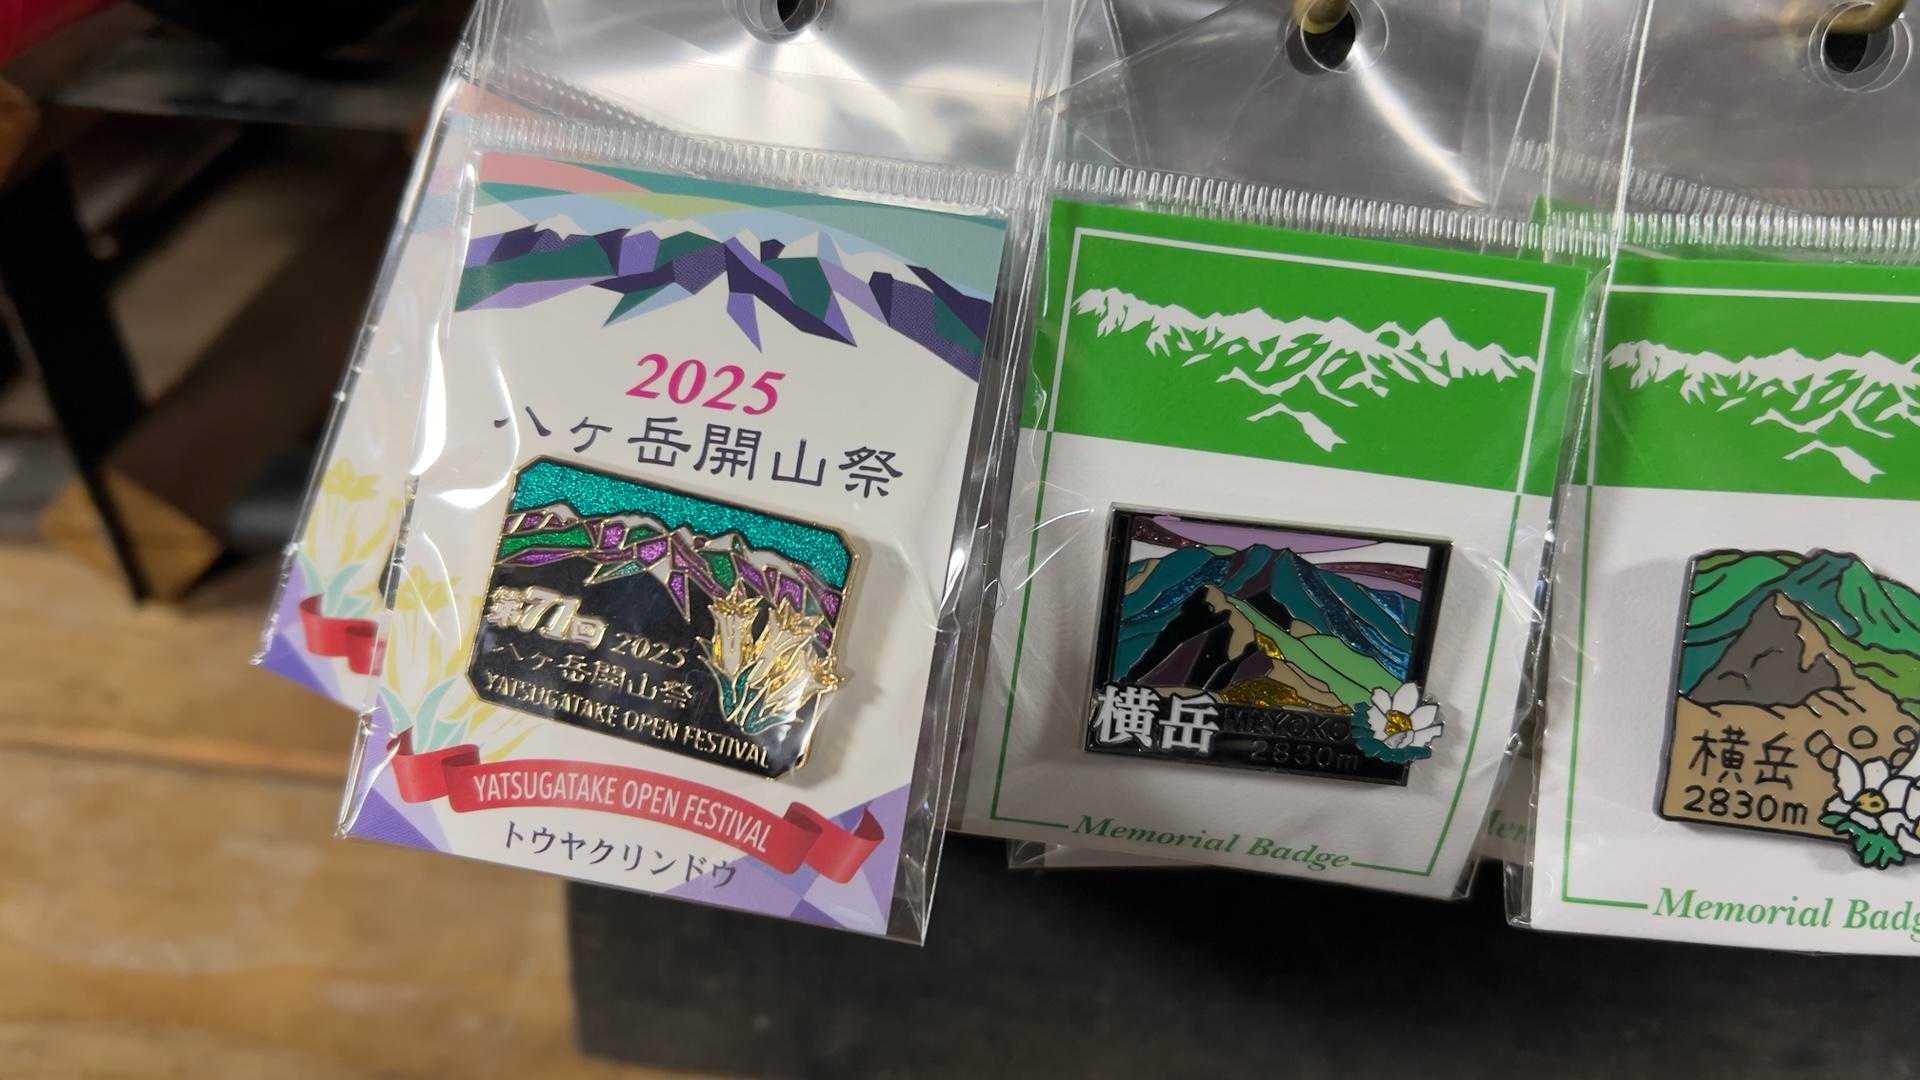 2025
八ヶ岳開山祭
第71回
2025
八ヶ岳開山祭
YATSUGATAKE OPEN FESTIVAL
YATSUGATAKE OPEN FESTIVAL
トウヤクリンドウ
横岳
2830m
Memorial Badge
横岳
2830m
Memorial Badg